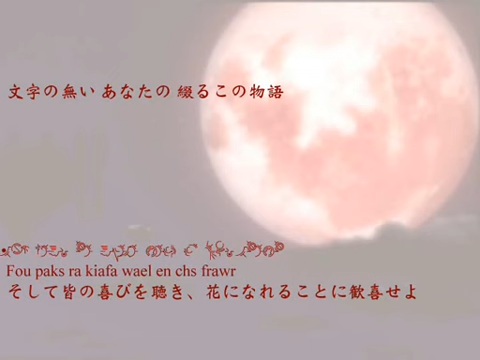 文字の無い あなたの 綴るこの物語
Fou paks ra kiafa wael en chs frawr
そして皆の喜びを聴き、花になれることに歓喜せよ